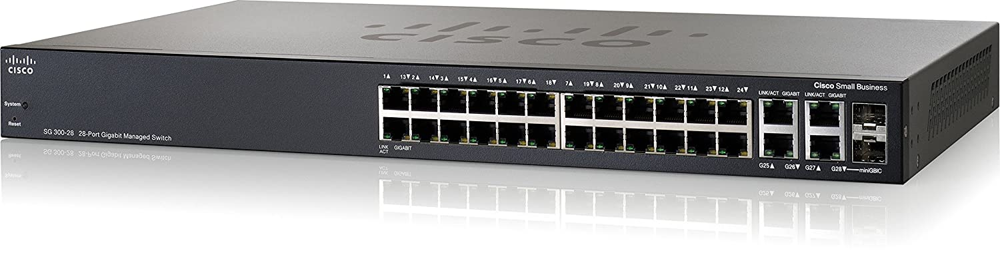 CISCO
CISCO
System
Reset
SG 300-28 28-Port Gigabit Managed Switch
1▲ 13▼ 2▲ 14▼ 3▲ 15▼ 4▲ 16▼ 5▲ 17▼ 6▲ 18▼ 7▲ 19▼ 8▲ 20▼ 9▲ 21▼ 10▲ 22▼ 11▲ 23▼ 12▲ 24▼
LINK
ACT
GIGABIT
Cisco Small Business
LINK/ACT GIGABIT LINK/ACT GIGABIT
G25▲ G26▼ G27▲ G28▼ miniGBIC